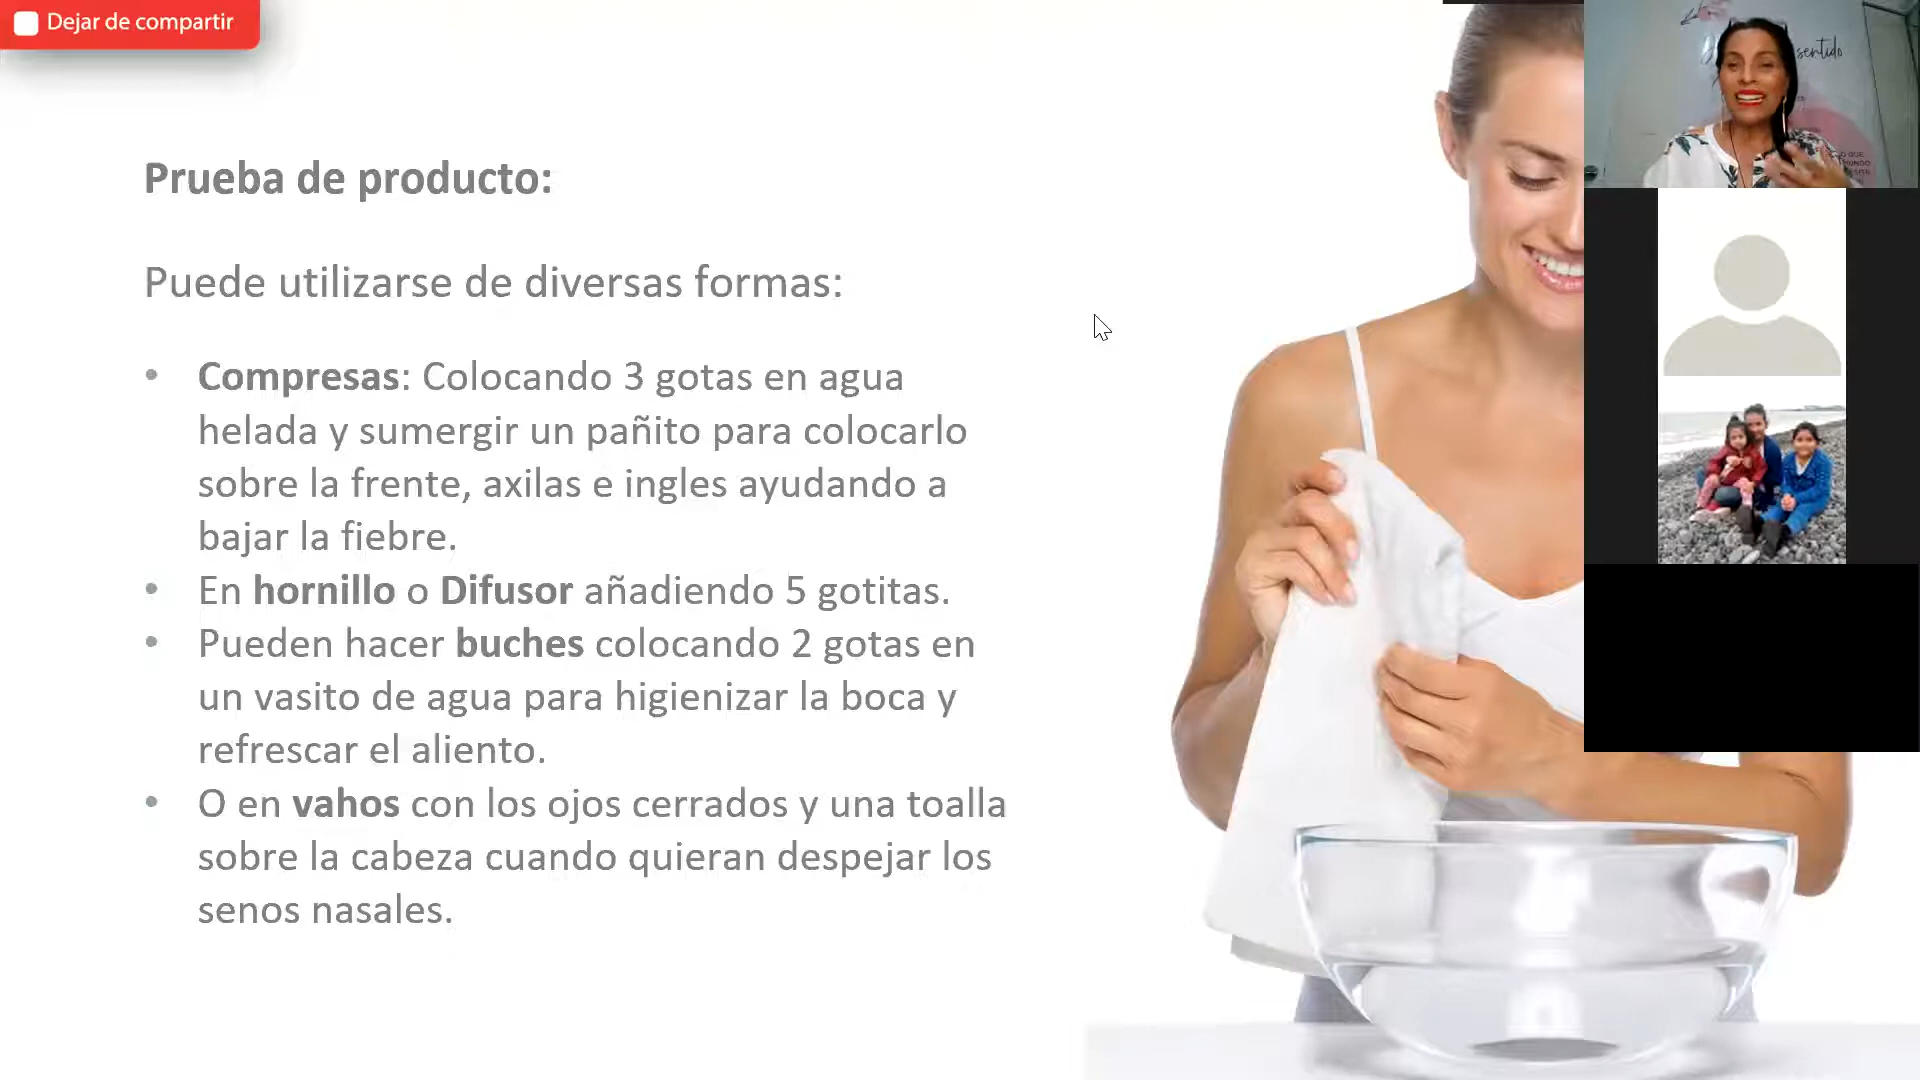 Dejar de compartir
sentido
Prueba de producto:
Puede utilizarse de diversas formas:
• Compresas: Colocando 3 gotas en agua
helada y sumergir un pañito para colocarlo
sobre la frente, axilas e ingles ayudando a
bajar la fiebre.
• En hornillo o Difusor añadiendo 5 gotitas.
• Pueden hacer buches colocando 2 gotas en
un vasito de agua para higienizar la boca y
refrescar el aliento.
• O en vahos con los ojos cerrados y una toalla
sobre la cabeza cuando quieran despejar los
senos nasales.